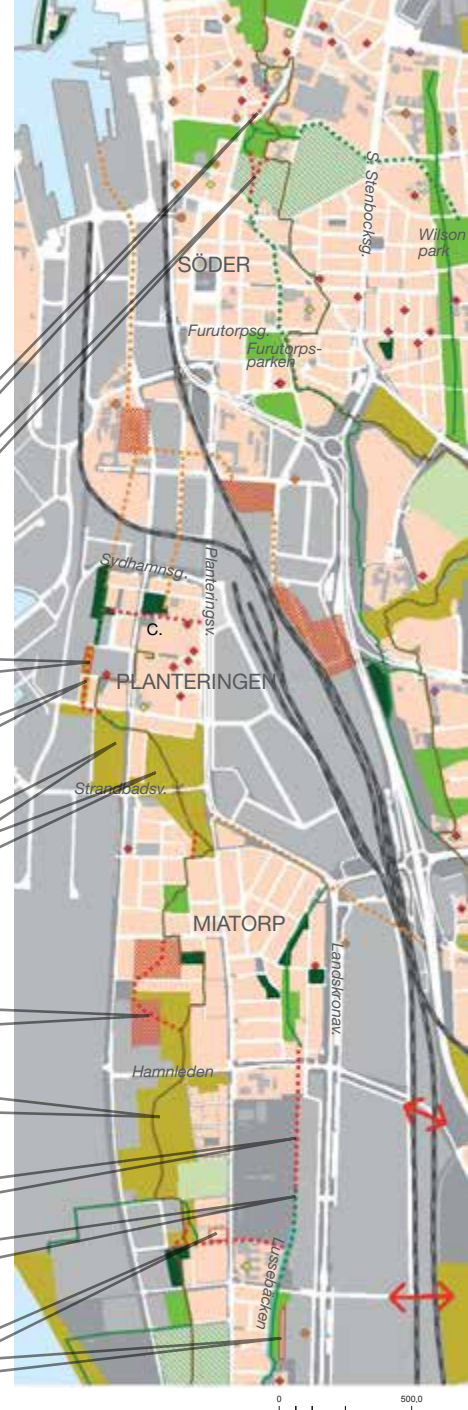 S. Stenbocksg.
Wilson
park
SÖDER
Furutorpsg.
Furutorps-
parken
Sydhamnsg.
Planteringsv.
C.
PLANTERINGEN
Strandbadsv.
MIATORP
Landskronav.
Hamnleden
Lussebäcken
0
500,0